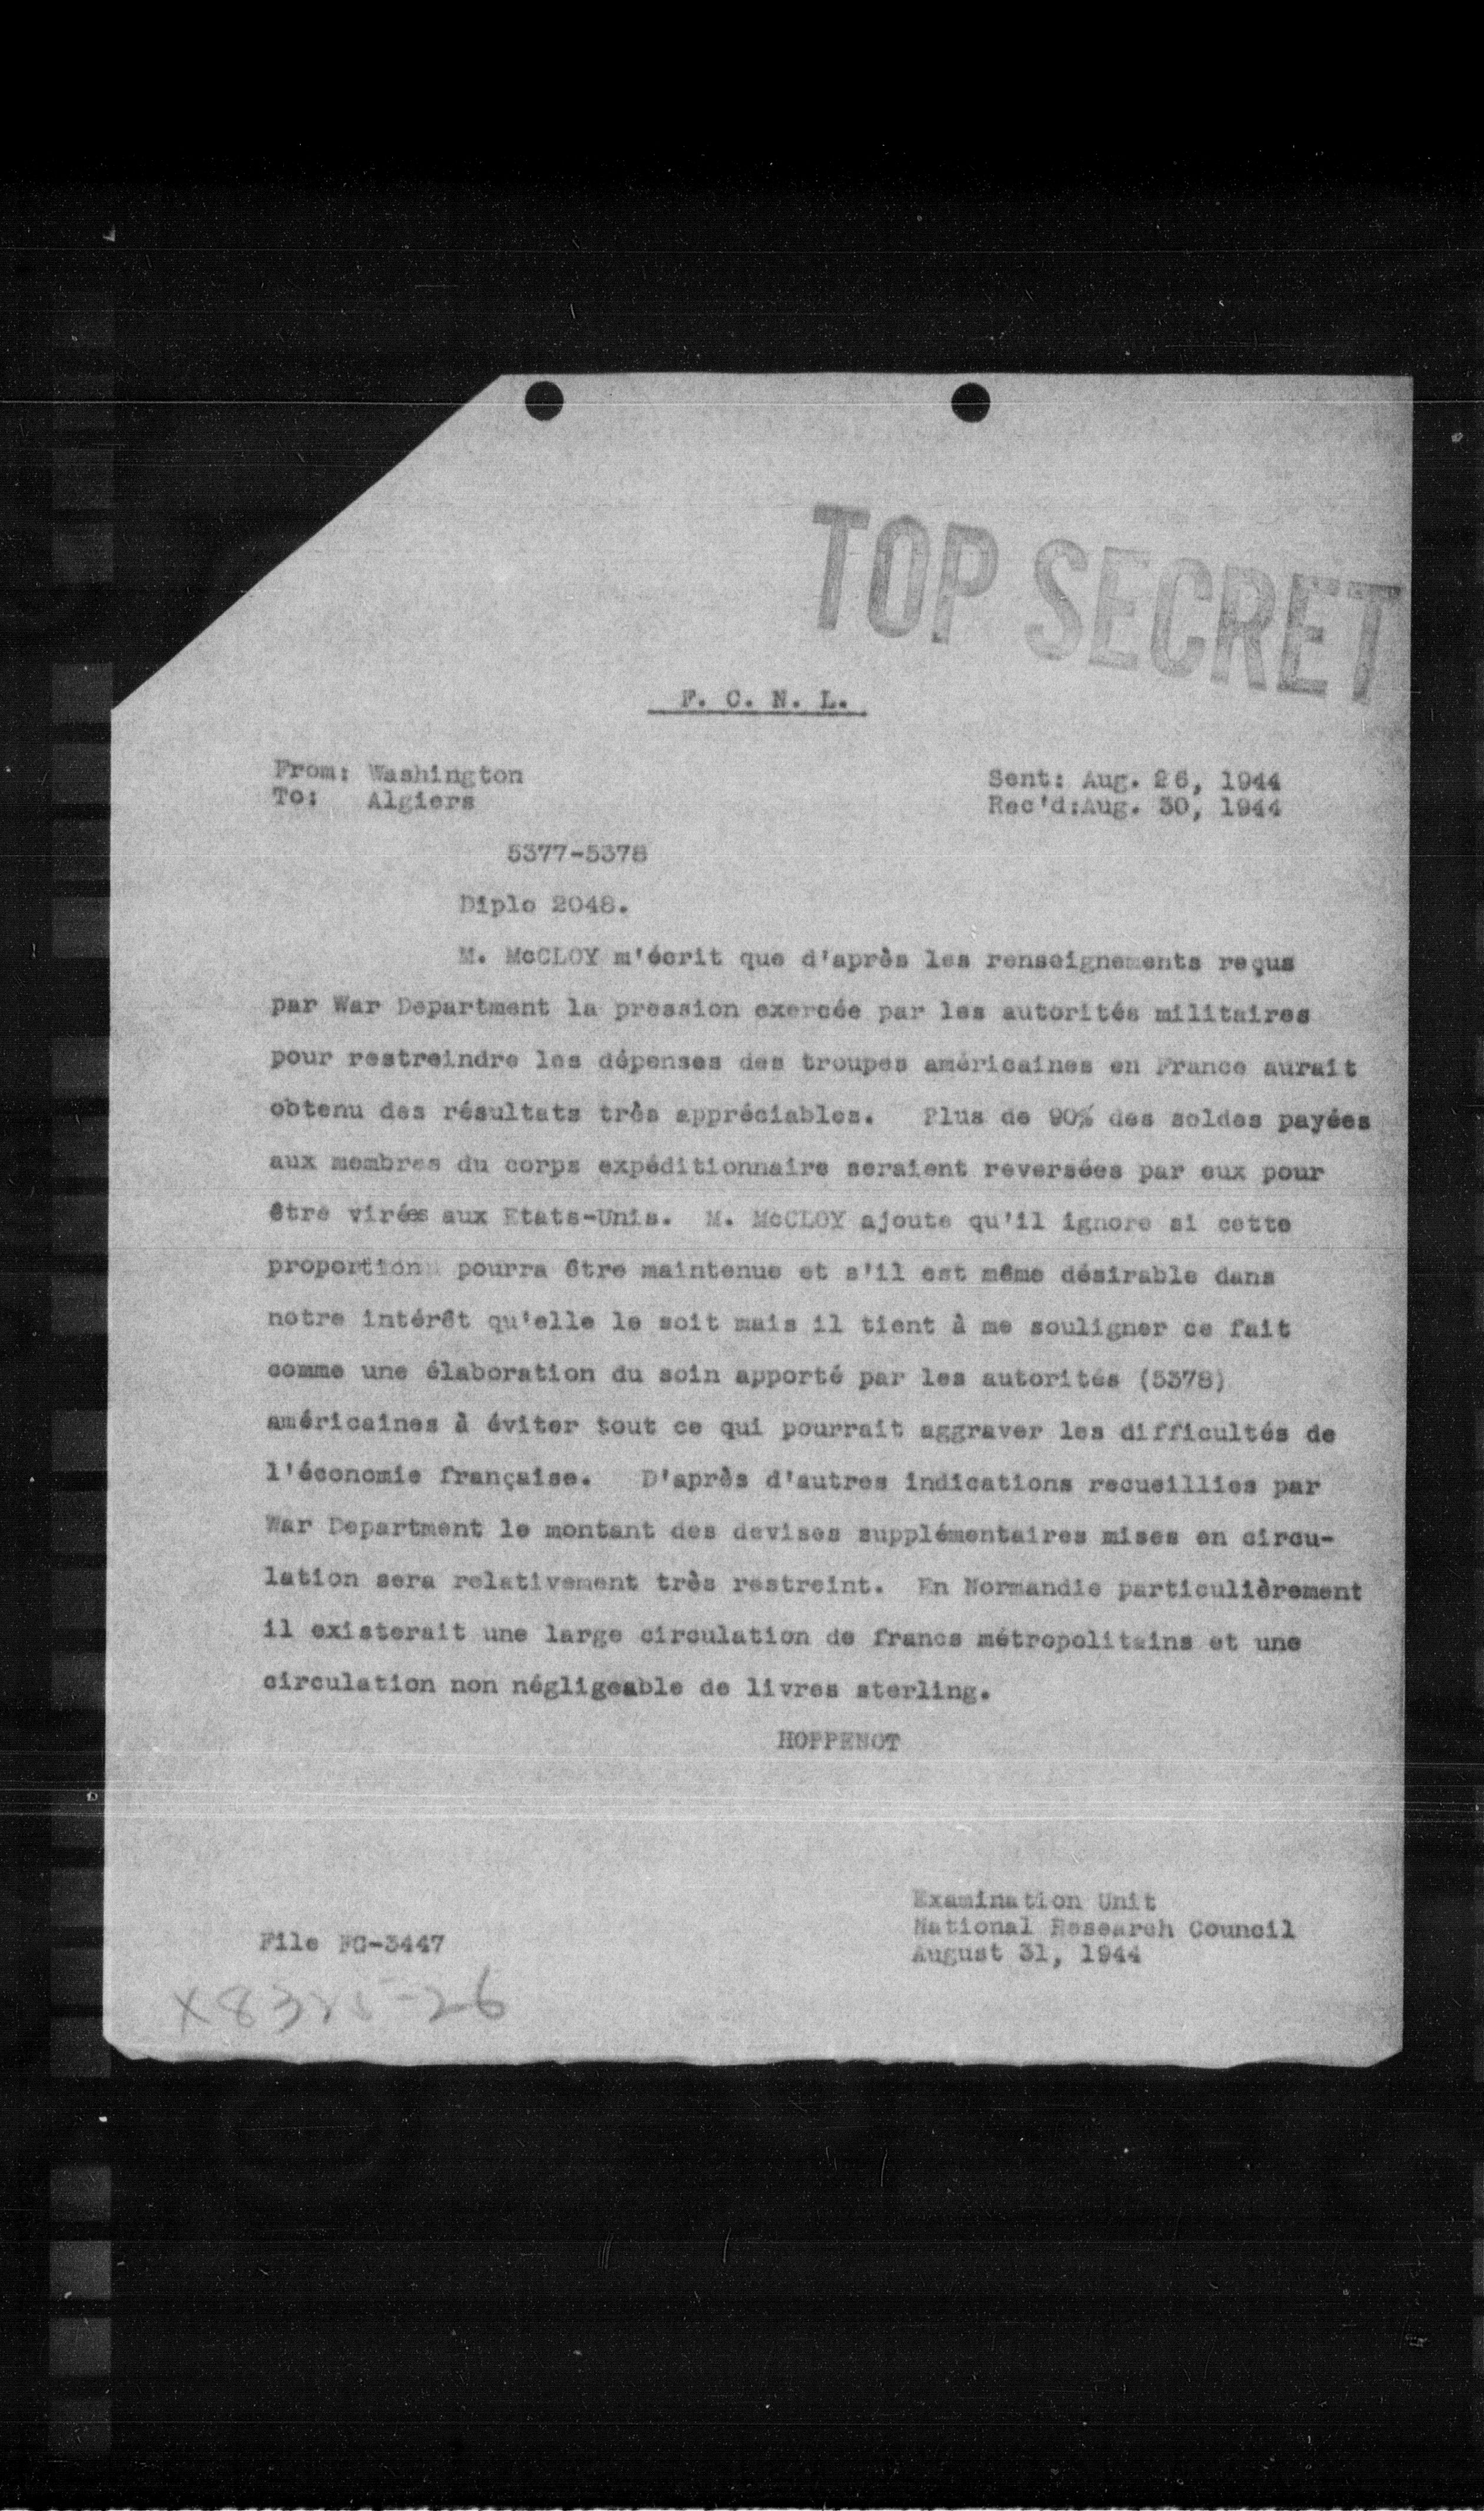 TOP SECRET
F. C. N. L.
From: Washington
To: Algiers
Sent: Aug. 26, 1944
Rec'd:Aug. 30, 1944
5377-5378
Diplo 2048.
M. McCLOY m'écrit que d'après les renseignements reçus
par War Department la pression exercée par les autorités militaires
pour restreindre les dépenses des troupes américaines en France aurait
obtenu des résultats très appréciables. Plus de 90% des soldes payées
aux membres du corps expéditionnaire seraient reversées par eux pour
être virées aux Etats-Unis. M. McCLOY ajoute qu'il ignore si cette
proportion pourra être maintenue et s'il est même désirable dans
notre intérêt qu'elle le soit mais il tient à me souligner ce fait
comme une élaboration du soin apporté par les autorités (5378)
américaines à éviter tout ce qui pourrait aggraver les difficultés de
l'économie française. D'après d'autres indications recueillies par
War Department le montant des devises supplémentaires mises en circu-
lation sera relativement très restreint. En Normandie particulièrement
il existerait une large circulation de francs métropolitains et une
circulation non négligeable de livres sterling.
HOPPENOT
Examination Unit
National Research Council
August 31, 1944
File FC-3447